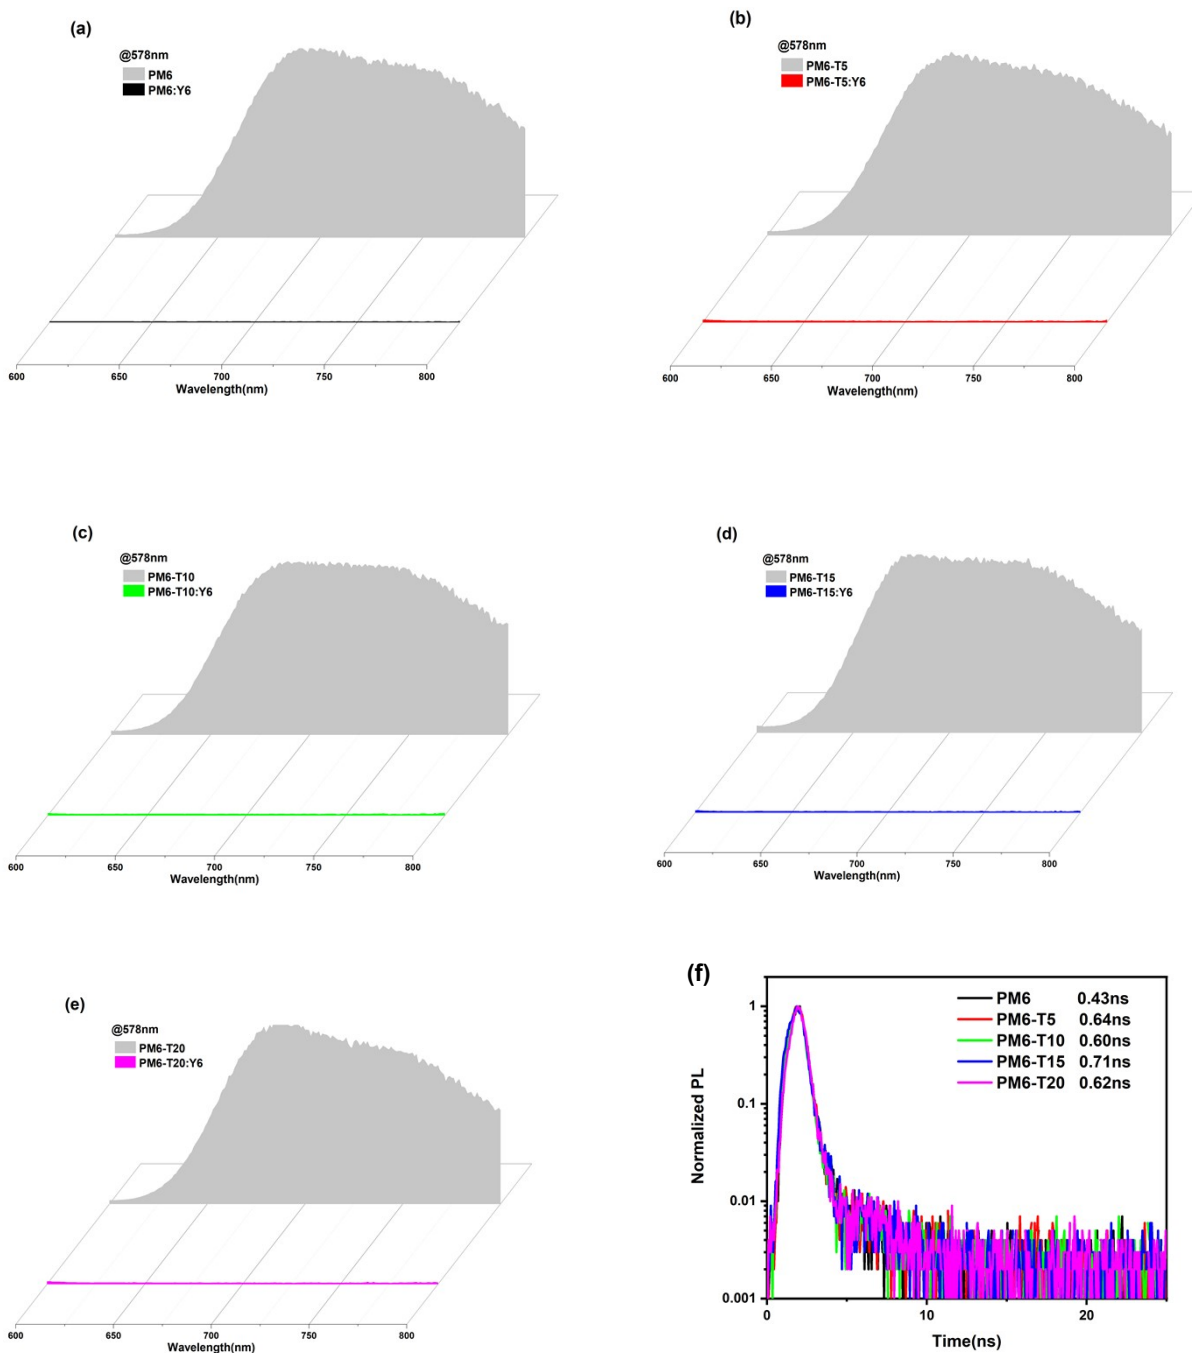 (a)
@578nm
PM6
PM6:Y6
600 650 700 750 800
Wavelength(nm)
(b)
@578nm
PM6-T5
PM6-T5:Y6
600 650 700 750 800
Wavelength(nm)
(c)
@578nm
PM6-T10
PM6-T10:Y6
600 650 700 750 800
Wavelength(nm)
(d)
@578nm
PM6-T15
PM6-T15:Y6
600 650 700 750 800
Wavelength(nm)
(e)
@578nm
PM6-T20
PM6-T20:Y6
600 650 700 750 800
Wavelength(nm)
(f)
PM6 0.43ns
PM6-T5 0.64ns
PM6-T10 0.60ns
PM6-T15 0.71ns
PM6-T20 0.62ns
1
0.1
0.01
0.001
Normalized PL
0 10 20
Time(ns)